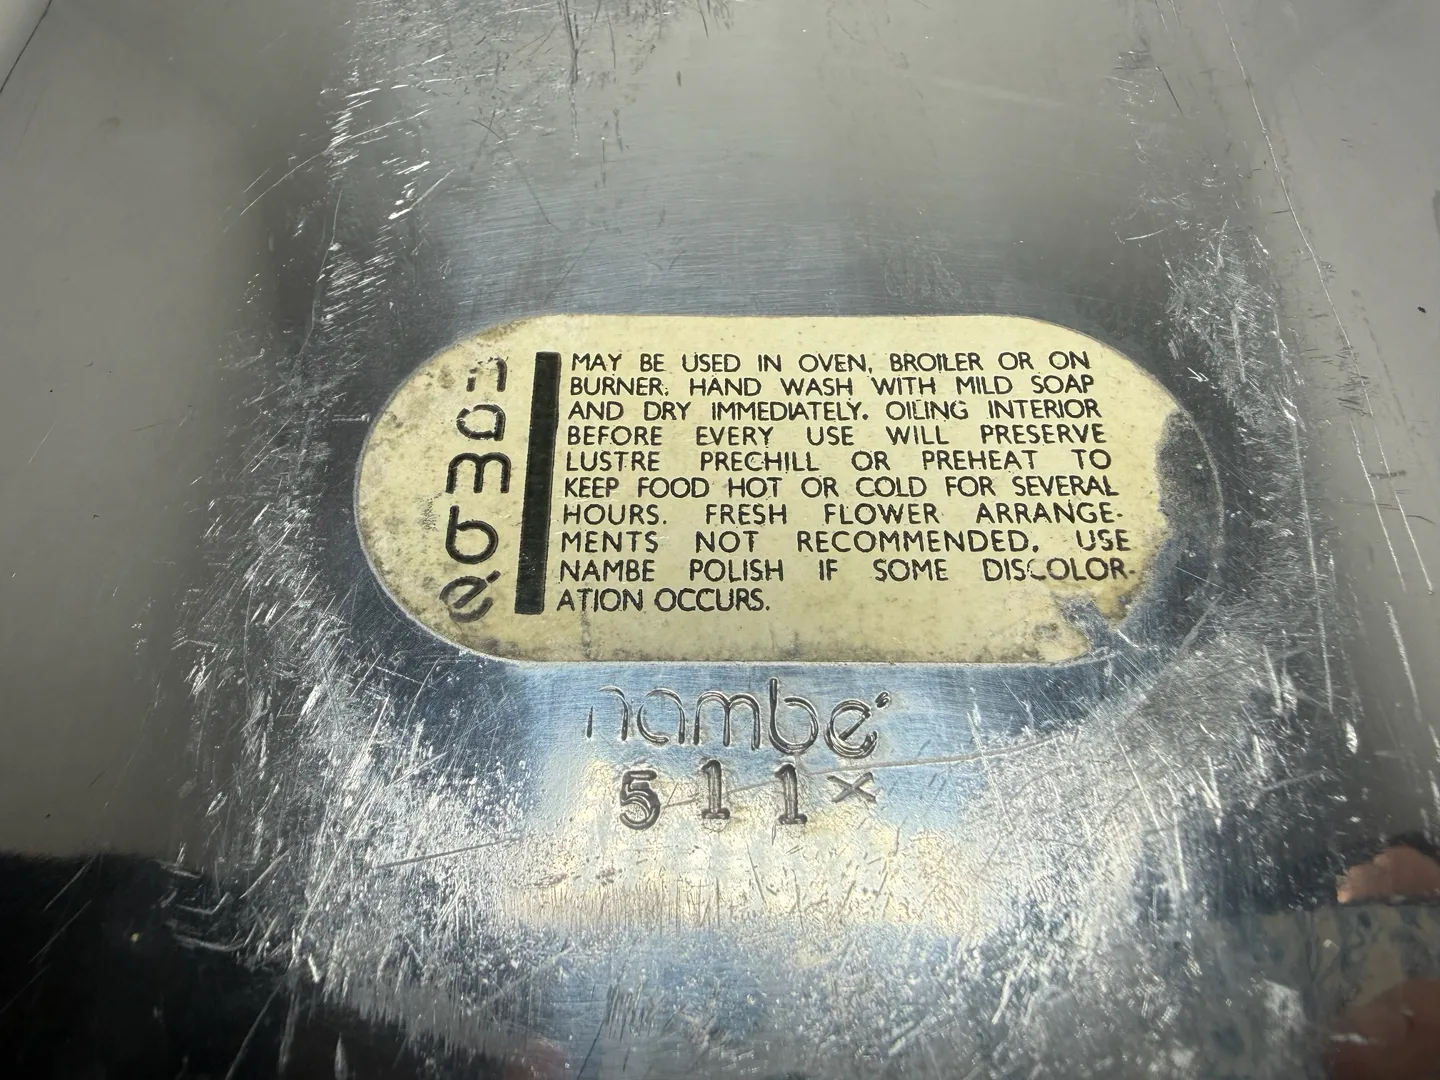 nambé
MAY BE USED IN OVEN, BROILER OR ON
BURNER. HAND WASH WITH MILD SOAP
AND DRY IMMEDIATELY. OILING INTERIOR
BEFORE EVERY USE WILL PRESERVE
LUSTRE PRECHILL OR PREHEAT TO
KEEP FOOD HOT OR COLD FOR SEVERAL
HOURS. FRESH FLOWER ARRANGE-
MENTS NOT RECOMMENDED. USE
NAMBE POLISH IF SOME DISCOLOR-
ATION OCCURS.
nambé
511x